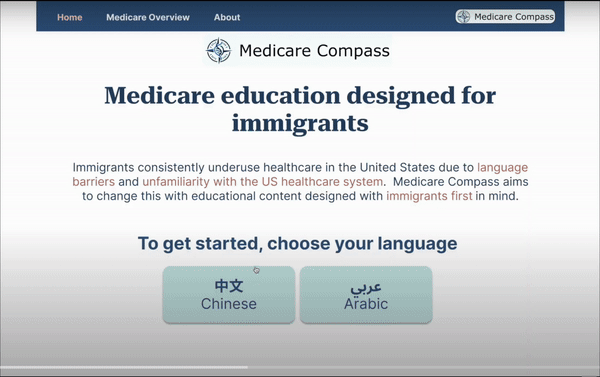 Home Medicare Overview About Medicare Compass
Medicare Compass
Medicare education designed for
immigrants
Immigrants consistently underuse healthcare in the United States due to language
barriers and unfamiliarity with the US healthcare system. Medicare Compass aims
to change this with educational content designed with immigrants first in mind.
To get started, choose your language
中文 عربي
Chinese Arabic